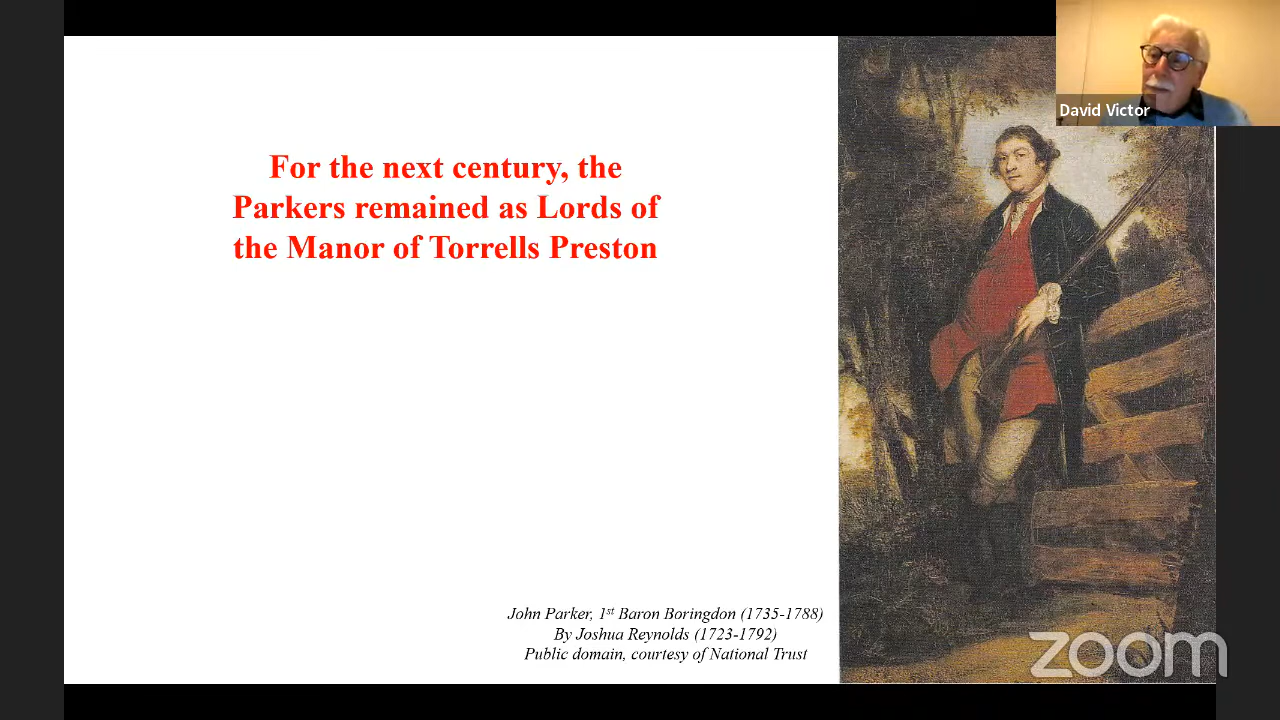 David Victor
For the next century, the
Parkers remained as Lords of
the Manor of Torrells Preston
John Parker, 1st Baron Boringdon (1735-1788)
By Joshua Reynolds (1723-1792)
Public domain, courtesy of National Trust
zoom